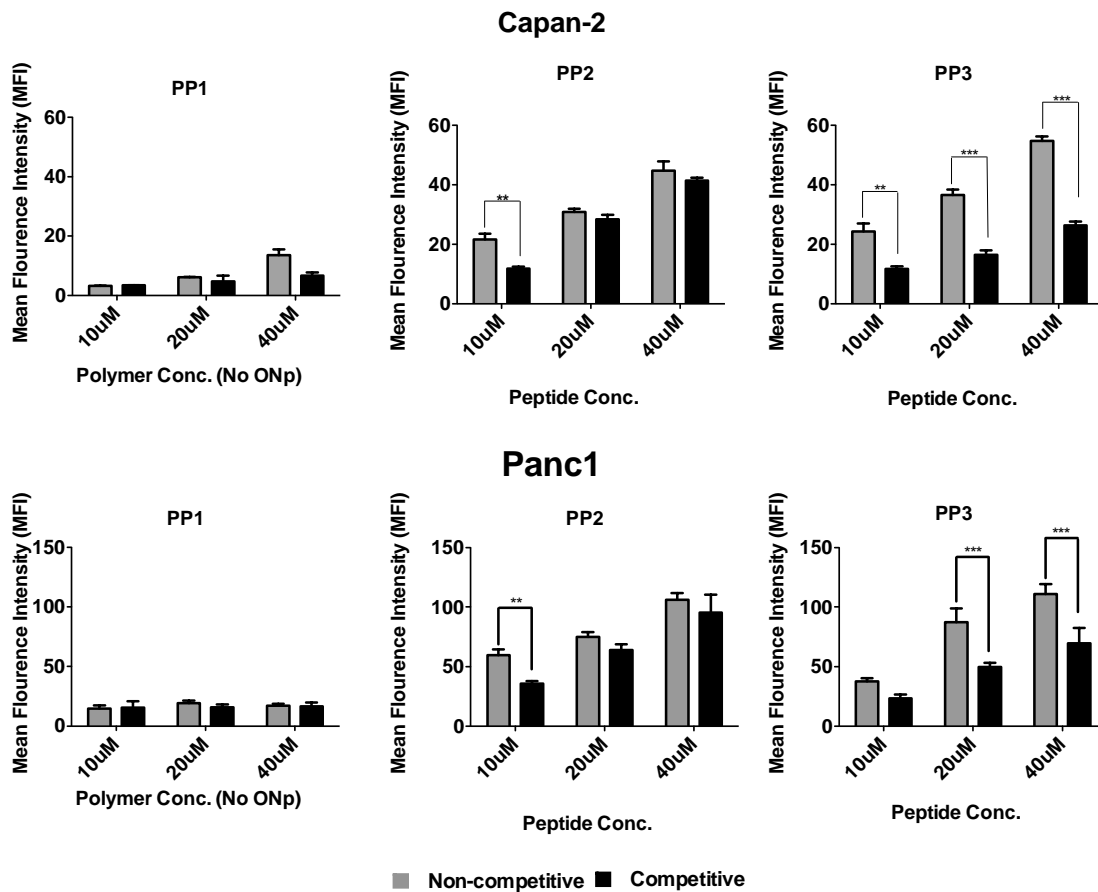 Capan-2
PP1
Mean Flourence Intensity (MFI)
60
40
20
0
10uM
20uM
40uM
Polymer Conc. (No ONp)
PP2
Mean Flourence Intensity (MFI)
60
40
20
0
**
10uM
20uM
40uM
Peptide Conc.
PP3
Mean Flourence Intensity (MFI)
60
40
20
0
**
***
***
10uM
20uM
40uM
Peptide Conc.
Panc1
PP1
Mean Flourence Intensity (MFI)
150
100
50
0
10uM
20uM
40uM
Polymer Conc. (No ONp)
PP2
Mean Flourence Intensity (MFI)
150
100
50
0
**
10uM
20uM
40uM
Peptide Conc.
PP3
Mean Flourence Intensity (MFI)
150
100
50
0
***
***
10uM
20uM
40uM
Peptide Conc.
Non-competitive
Competitive